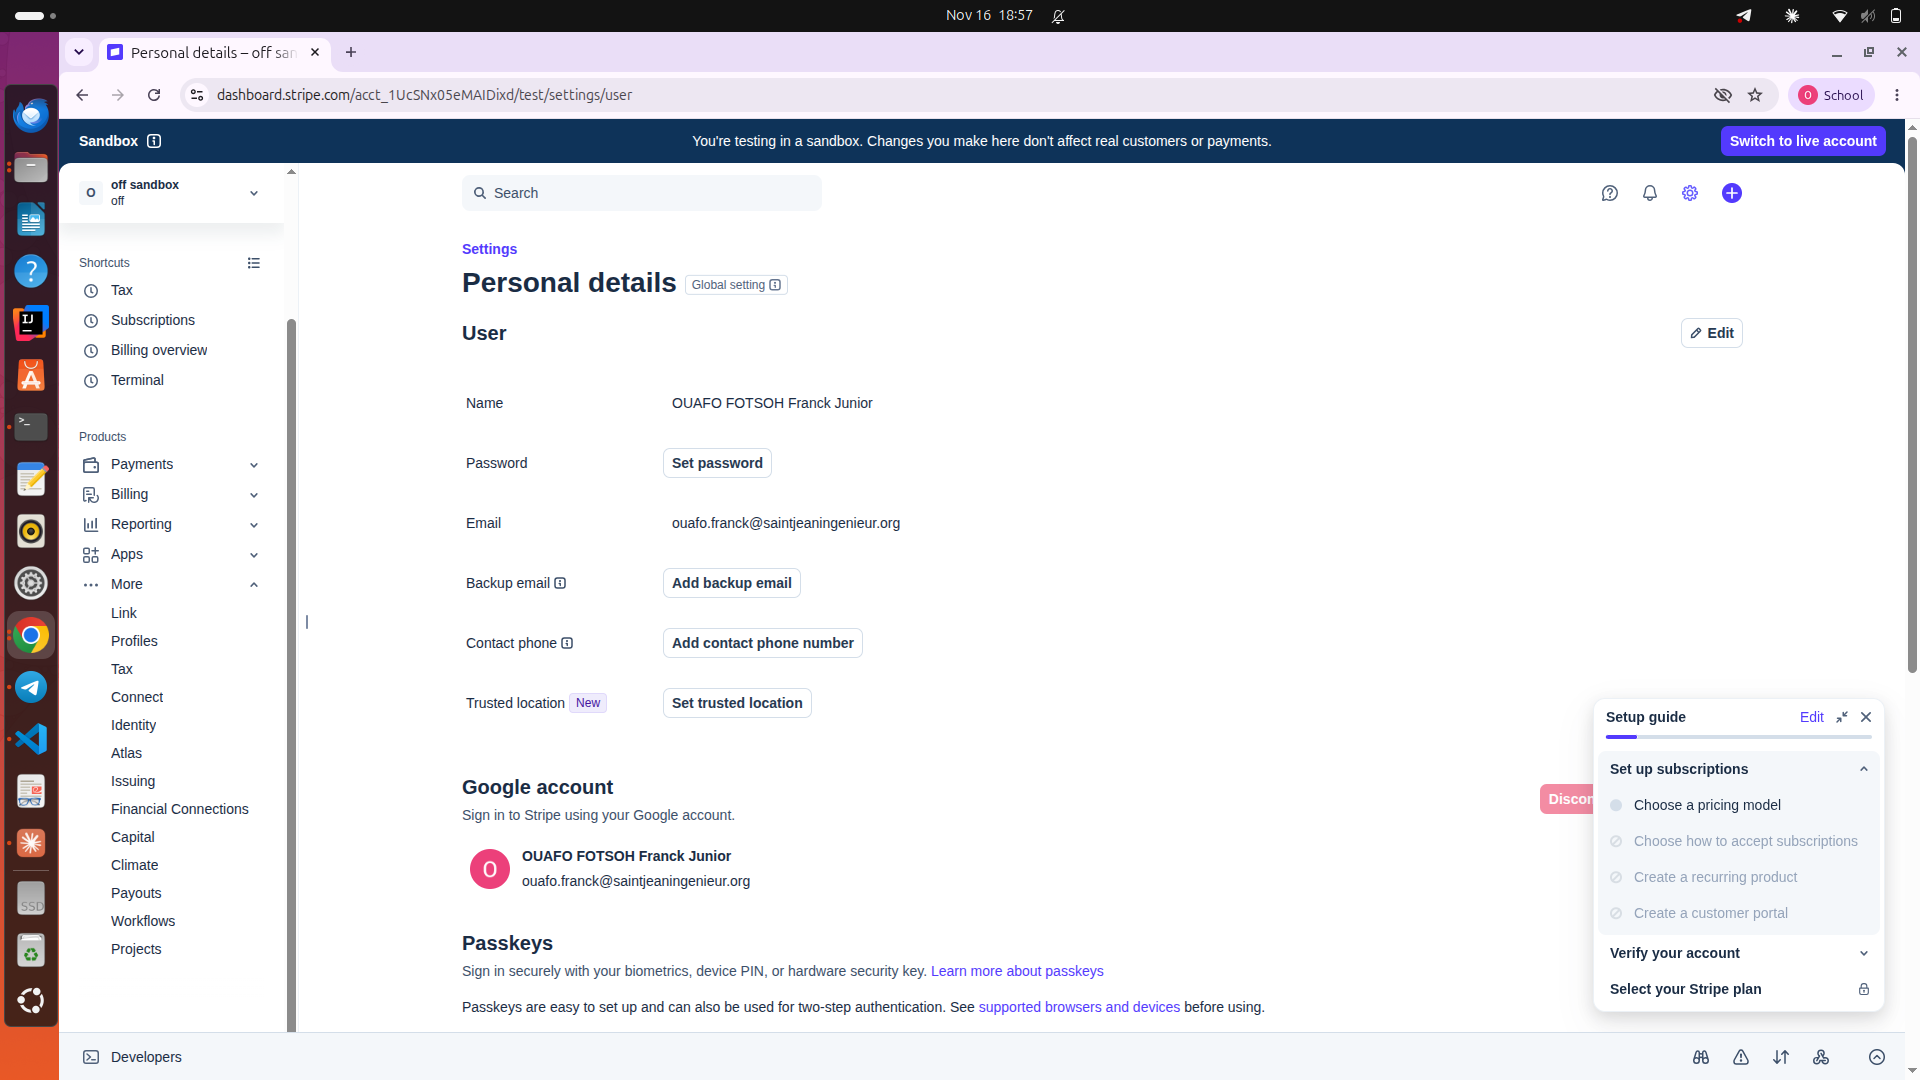 Nov 16 18:57
Personal details – off san
dashboard.stripe.com/acct_1UcSNx05eMAIDixd/test/settings/user
O School
Sandbox
You're testing in a sandbox. Changes you make here don't affect real customers or payments.
Switch to live account
O
off sandbox
off
Search
Shortcuts
Tax
Subscriptions
Billing overview
Terminal
Products
Payments
Billing
Reporting
Apps
More
Link
Profiles
Tax
Connect
Identity
Atlas
Issuing
Financial Connections
Capital
Climate
Payouts
Workflows
Projects
Settings
Personal details Global setting
User
Edit
Name OUAFO FOTSOH Franck Junior
Password Set password
Email ouafo.franck@saintjeaningenieur.org
Backup email Add backup email
Contact phone Add contact phone number
Trusted location New Set trusted location
Google account
Sign in to Stripe using your Google account.
Discon
O
OUAFO FOTSOH Franck Junior
ouafo.franck@saintjeaningenieur.org
Passkeys
Sign in securely with your biometrics, device PIN, or hardware security key. Learn more about passkeys
Passkeys are easy to set up and can also be used for two-step authentication. See supported browsers and devices before using.
Setup guide Edit
Set up subscriptions
Choose a pricing model
Choose how to accept subscriptions
Create a recurring product
Create a customer portal
Verify your account
Select your Stripe plan
Developers
IJ
SSD